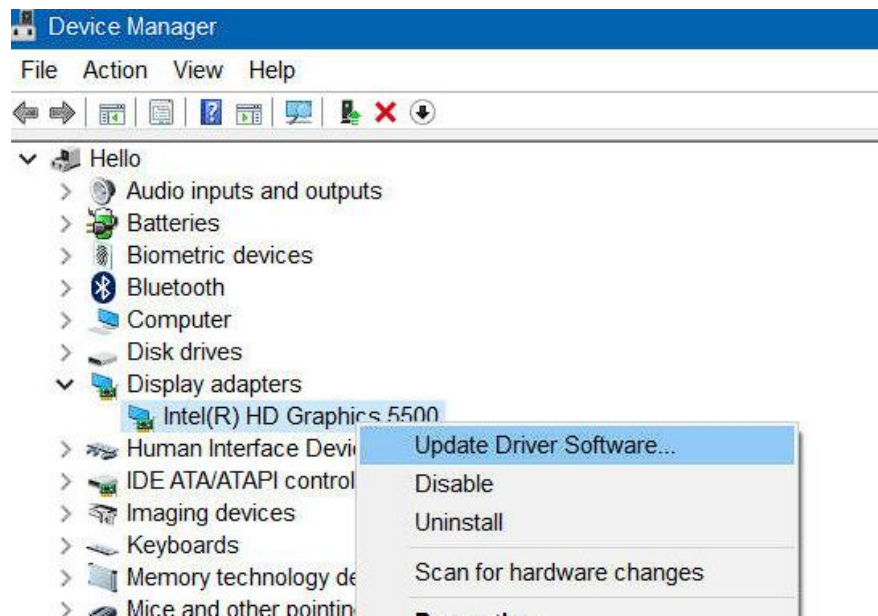 Device Manager
File Action View Help
Hello
Audio inputs and outputs
Batteries
Biometric devices
Bluetooth
Computer
Disk drives
Display adapters
Intel(R) HD Graphics 5500
Human Interface Devi
Update Driver Software...
IDE ATA/ATAPI control
Disable
Imaging devices
Uninstall
Keyboards
Memory technology de
Scan for hardware changes
Mice and other pointin